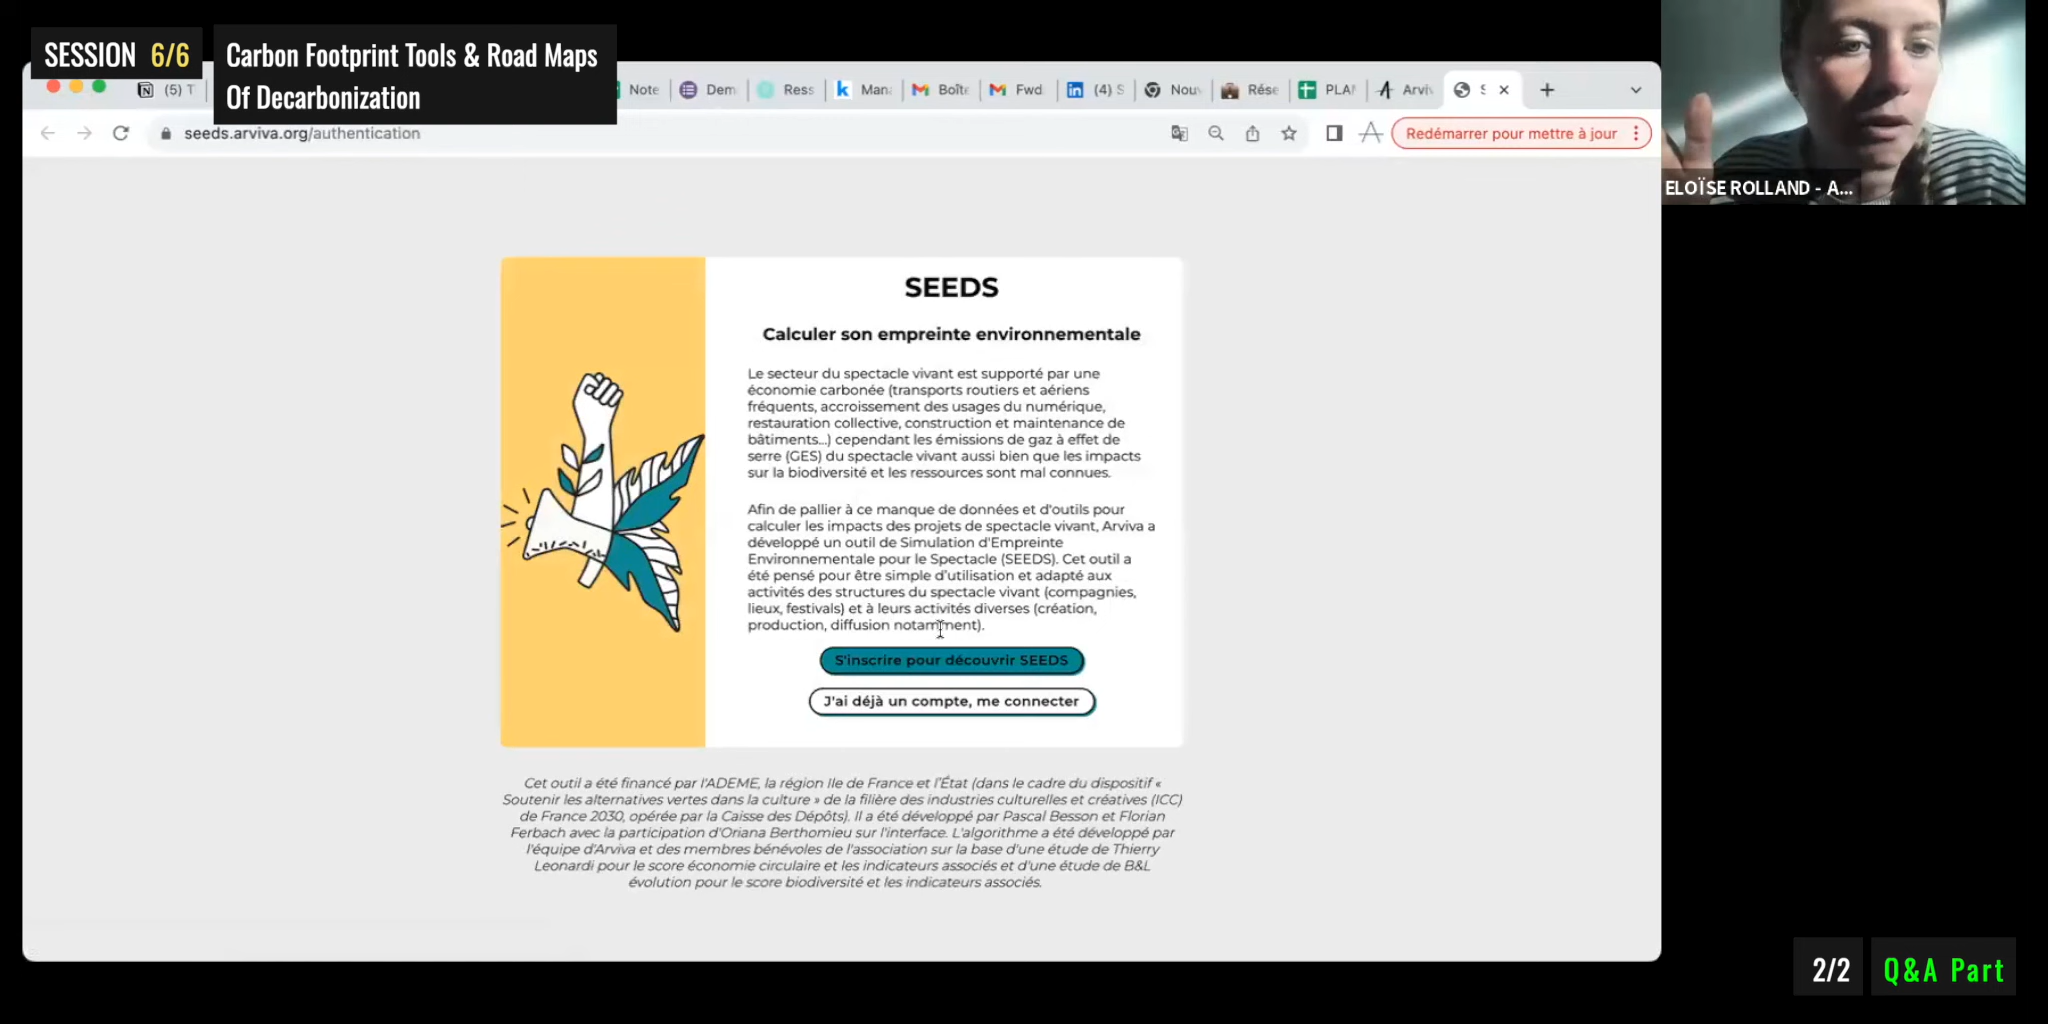 SESSION 6/6
Carbon Footprint Tools & Road Maps
Of Decarbonization
(5) T
Note
Dem
Ress
Man
Boîte
Fwd
(4) S
Nouv
Rése
PLAN
Arviv
seeds.arviva.org/authentication
Redémarrer pour mettre à jour
ELOÏSE ROLLAND - A...
SEEDS
Calculer son empreinte environnementale
Le secteur du spectacle vivant est supporté par une
économie carbonée (transports routiers et aériens
fréquents, accroissement des usages du numérique,
restauration collective, construction et maintenance de
bâtiments...) cependant les émissions de gaz à effet de
serre (GES) du spectacle vivant aussi bien que les impacts
sur la biodiversité et les ressources sont mal connues.
Afin de pallier à ce manque de données et d'outils pour
calculer les impacts des projets de spectacle vivant, Arviva a
développé un outil de Simulation d'Empreinte
Environnementale pour le Spectacle (SEEDS). Cet outil a
été pensé pour être simple d'utilisation et adapté aux
activités des structures du spectacle vivant (compagnies,
lieux, festivals) et à leurs activités diverses (création,
production, diffusion notamment).
S'inscrire pour découvrir SEEDS
J'ai déjà un compte, me connecter
Cet outil a été financé par l'ADEME, la région Ile de France et l'État (dans le cadre du dispositif «
Soutenir les alternatives vertes dans la culture » de la filière des industries culturelles et créatives (ICC)
de France 2030, opérée par la Caisse des Dépôts). Il a été développé par Pascal Besson et Florian
Ferbach avec la participation d'Oriana Berthomieu sur l'interface. L'algorithme a été développé par
l'équipe d'Arviva et des membres bénévoles de l'association sur la base d'une étude de Thierry
Leonardi pour le score économie circulaire et les indicateurs associés et d'une étude de B&L
évolution pour le score biodiversité et les indicateurs associés.
2/2 Q&A Part